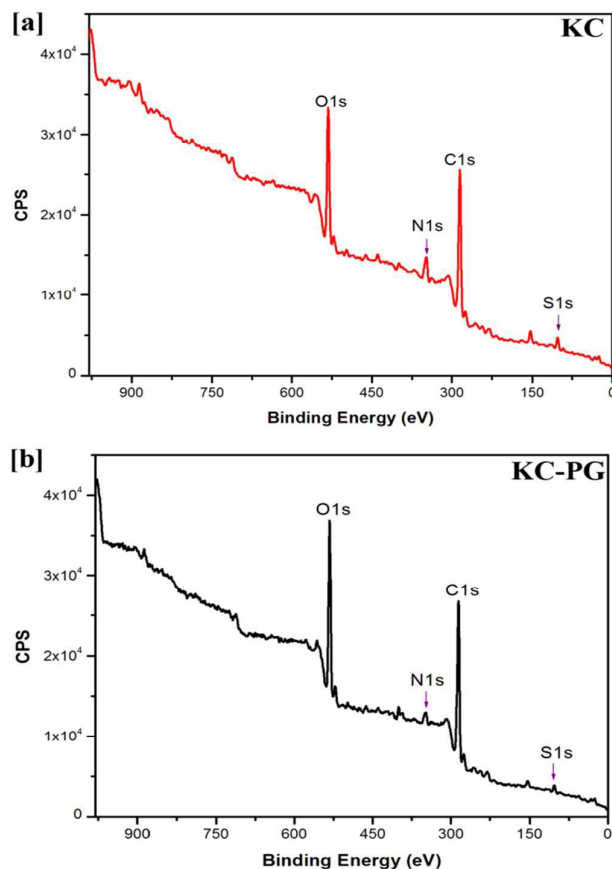 [a]
KC
4x10⁴
3x10⁴
2x10⁴
1x10⁴
0
CPS
O1s
C1s
N1s
S1s
900 750 600 450 300 150 0
Binding Energy (eV)
[b]
KC-PG
4x10⁴
3x10⁴
2x10⁴
1x10⁴
0
CPS
O1s
C1s
N1s
S1s
900 750 600 450 300 150 0
Binding Energy (eV)